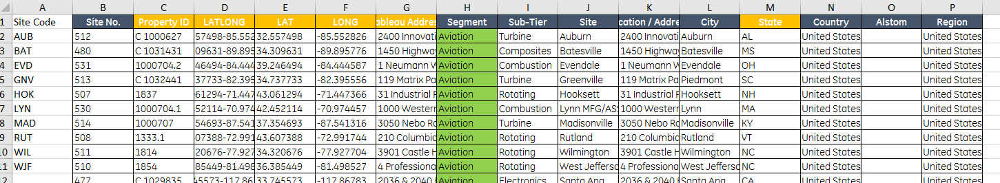 A B C D E F G H I J K L M N O P
1 Site Code Site No. Property ID LATLONG LAT LONG ableau Addres Segment Sub-Tier Site cation / Addre City State Country Alstom Region
2 AUB 512 C 1000627 57498-85.552 32.557498 -85.552826 2400 Innovati Aviation Turbine Auburn 2400 Innovati Auburn AL United States United States
3 BAT 480 C 1031431 09631-89.895 34.309631 -89.895776 1450 Highway Aviation Composites Batesville 1450 Highway Batesville MS United States United States
4 EVD 531 1000704.2 46494-84.444 39.246494 -84.444587 1 Neumann W Aviation Combustion Evendale 1 Neumann W Evendale OH United States United States
5 GNV 513 C 1032441 37733-82.395 34.737733 -82.395556 119 Matrix Pa Aviation Turbine Greenville 119 Matrix Pa Piedmont SC United States United States
6 HOK 507 1837 61294-71.447 43.061294 -71.447366 31 Industrial P Aviation Rotating Hooksett 31 Industrial P Hooksett NH United States United States
7 LYN 530 1000704.1 52114-70.974 42.452114 -70.974457 1000 Western Aviation Combustion Lynn MFG/AS 1000 Western Lynn MA United States United States
8 MAD 514 1000707 54693-87.541 37.354693 -87.541316 3050 Nebo Ro Aviation Turbine Madisonville 3050 Nebo Ro Madisonville KY United States United States
9 RUT 508 1333.1 07388-72.991 43.607388 -72.991744 210 Columbia Aviation Rotating Rutland 210 Columbia Rutland VT United States United States
10 WIL 511 1814 20676-77.927 34.320676 -77.927704 3901 Castle H Aviation Rotating Wilmington 3901 Castle H Wilmington NC United States United States
11 WJF 510 1854 85449-81.498 36.385449 -81.498527 4 Professiona Aviation Rotating West Jefferso 4 Professiona West Jefferso NC United States United States
12 477 C 1029835 45573-117.86 33.745573 -117.86783 2036 & 2040 E Aviation Electronics Santa Ana 2036 & 2040 E Santa Ana CA United States United States